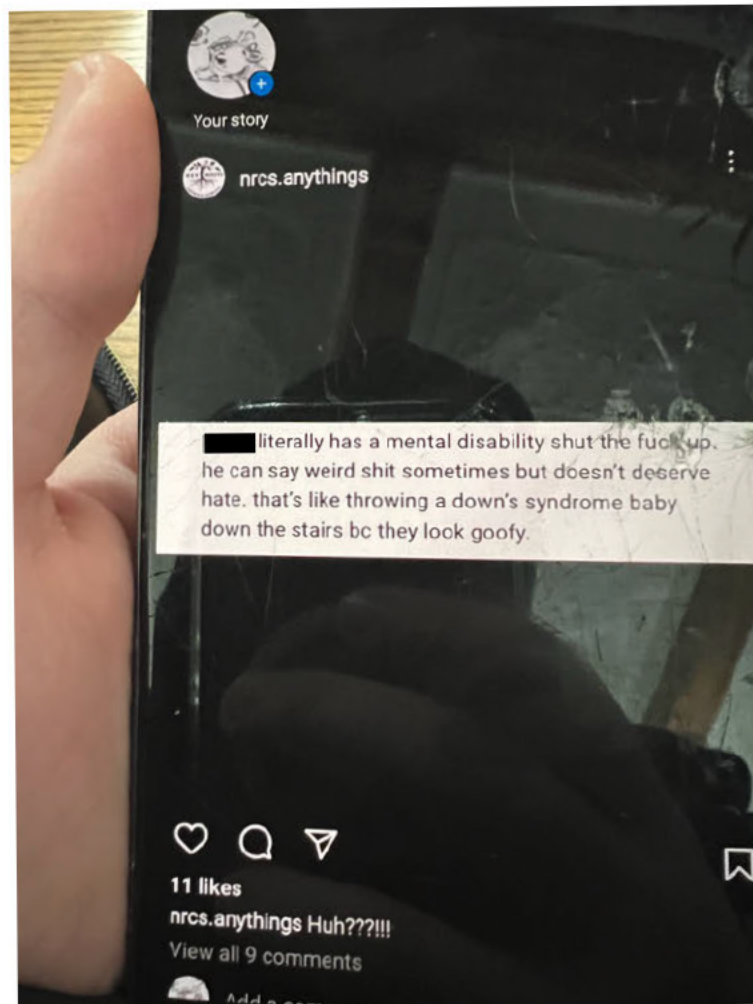 Your story
nrcs.anythings
literally has a mental disability shut the fuck up.
he can say weird shit sometimes but doesn't deserve
hate. that's like throwing a down's syndrome baby
down the stairs bc they look goofy.
11 likes
nrcs.anythings Huh???!!!
View all 9 comments
Add a